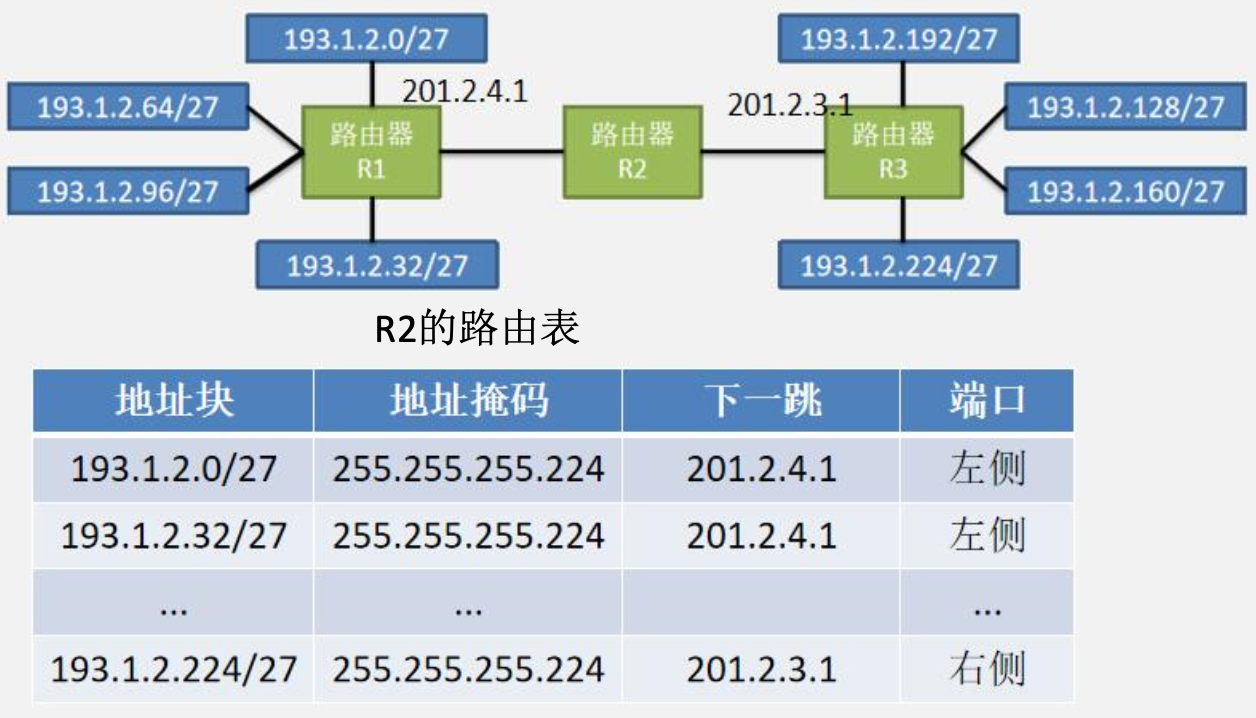 193.1.2.0/27
193.1.2.192/27
193.1.2.64/27
201.2.4.1
201.2.3.1
193.1.2.128/27
路由器
R1
路由器
R2
路由器
R3
193.1.2.96/27
193.1.2.160/27
193.1.2.32/27
193.1.2.224/27
R2的路由表
地址块 地址掩码 下一跳 端口
193.1.2.0/27 255.255.255.224 201.2.4.1 左侧
193.1.2.32/27 255.255.255.224 201.2.4.1 左侧
... ... ...
193.1.2.224/27 255.255.255.224 201.2.3.1 右侧